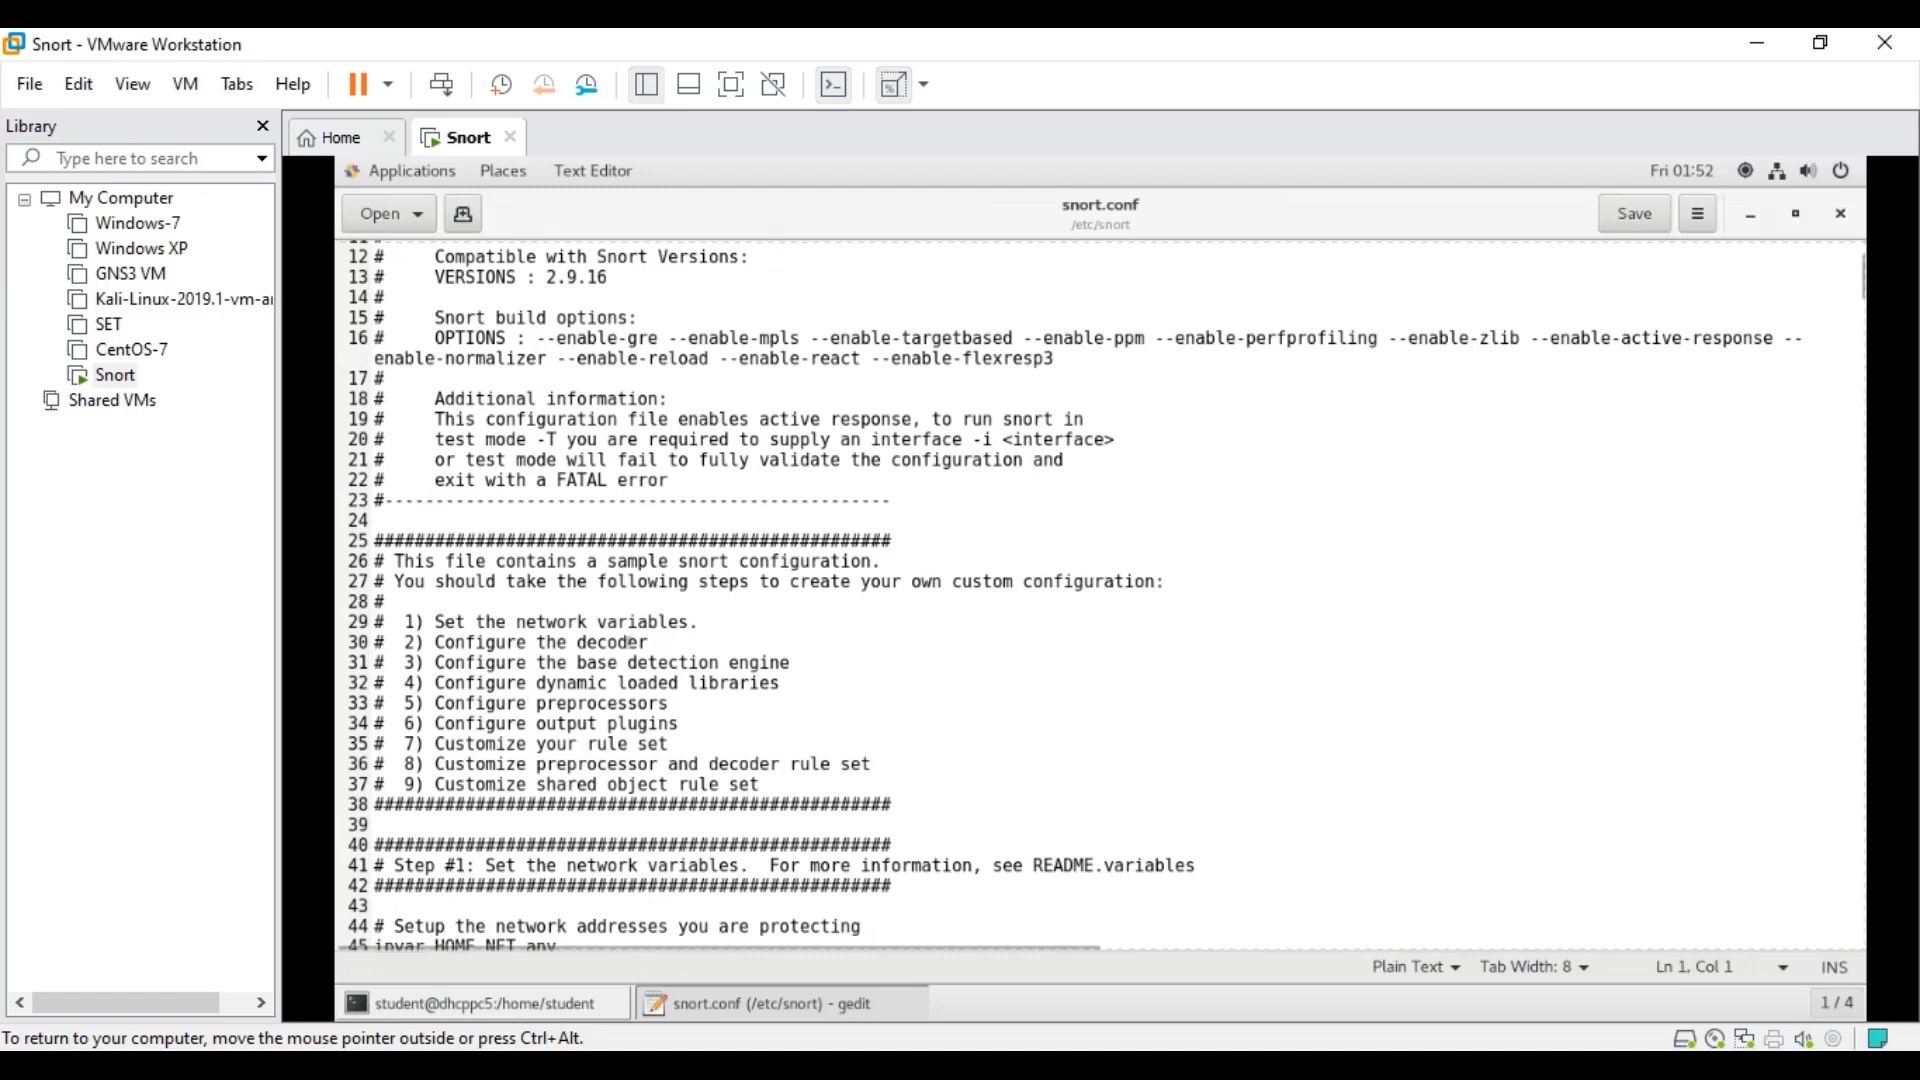 Snort - VMware Workstation
File Edit View VM Tabs Help
Library
Type here to search
My Computer
Windows-7
Windows XP
GNS3 VM
Kali-Linux-2019.1-vm-a
SET
CentOS-7
Snort
Shared VMs
Home
Snort
Applications Places Text Editor
Fri 01:52
Open
snort.conf
/etc/snort
Save
12 # Compatible with Snort Versions:
13 # VERSIONS : 2.9.16
14 #
15 # Snort build options:
16 # OPTIONS : --enable-gre --enable-mpls --enable-targetbased --enable-ppm --enable-perfprofiling --enable-zlib --enable-active-response --
enable-normalizer --enable-reload --enable-react --enable-flexresp3
17 #
18 # Additional information:
19 # This configuration file enables active response, to run snort in
20 # test mode -T you are required to supply an interface -i <interface>
21 # or test mode will fail to fully validate the configuration and
22 # exit with a FATAL error
23 #--------------------------------------------------
24
25 ###################################################
26 # This file contains a sample snort configuration.
27 # You should take the following steps to create your own custom configuration:
28 #
29 # 1) Set the network variables.
30 # 2) Configure the decoder
31 # 3) Configure the base detection engine
32 # 4) Configure dynamic loaded libraries
33 # 5) Configure preprocessors
34 # 6) Configure output plugins
35 # 7) Customize your rule set
36 # 8) Customize preprocessor and decoder rule set
37 # 9) Customize shared object rule set
38 ###################################################
39
40 ###################################################
41 # Step #1: Set the network variables. For more information, see README.variables
42 ###################################################
43
44 # Setup the network addresses you are protecting
45 ipvar HOME_NET any
Plain Text Tab Width: 8 Ln 1, Col 1 INS
student@dhcppc5:/home/student
snort.conf (/etc/snort) - gedit
1 / 4
To return to your computer, move the mouse pointer outside or press Ctrl+Alt.